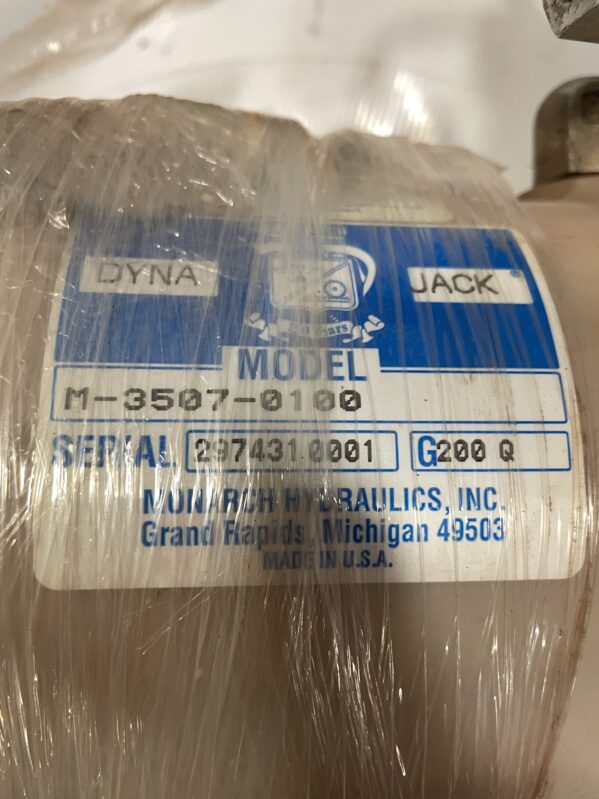 DYNA JACK®
MODEL
M-3507-0100
SERIAL 297431.0001 G200 Q
MONARCH HYDRAULICS, INC.
Grand Rapids, Michigan 49503
MADE IN U.S.A.